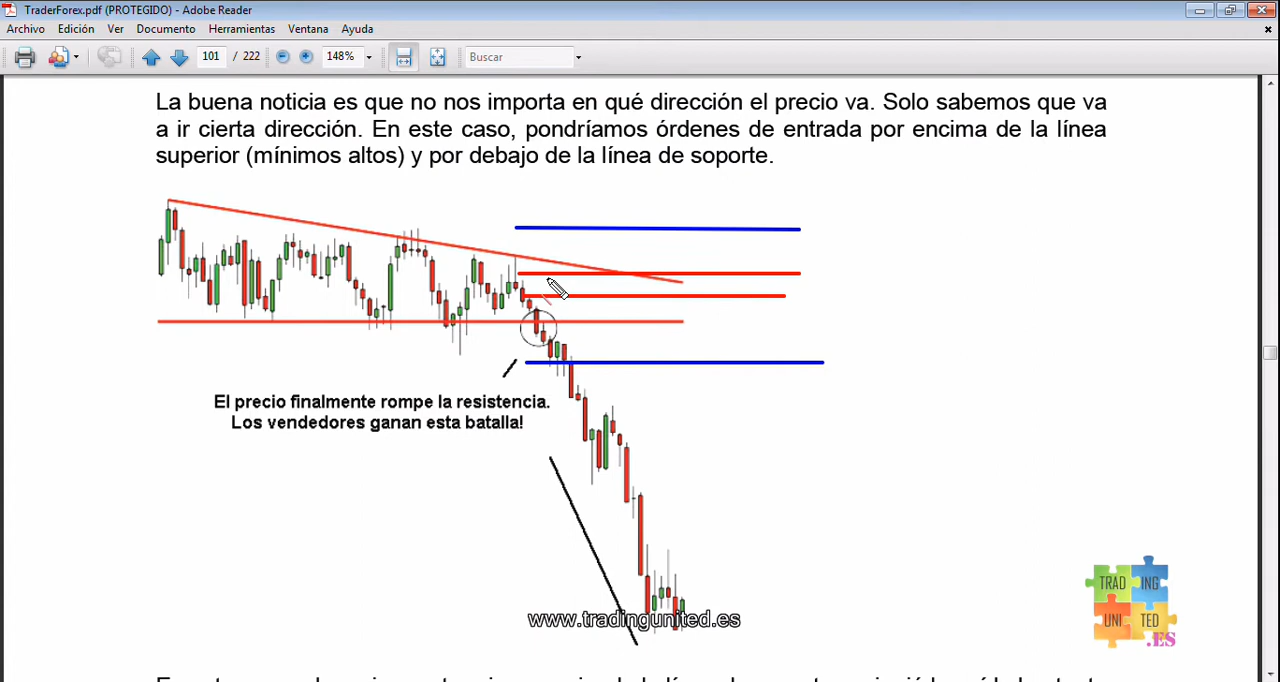 TraderForex.pdf (PROTEGIDO) - Adobe Reader
Archivo Edición Ver Documento Herramientas Ventana Ayuda
101 / 222 148% Buscar
La buena noticia es que no nos importa en qué dirección el precio va. Solo sabemos que va
a ir cierta dirección. En este caso, pondríamos órdenes de entrada por encima de la línea
superior (mínimos altos) y por debajo de la línea de soporte.
El precio finalmente rompe la resistencia.
Los vendedores ganan esta batalla!
TRAD ING
UNI TED
.ES
www.tradingunited.es